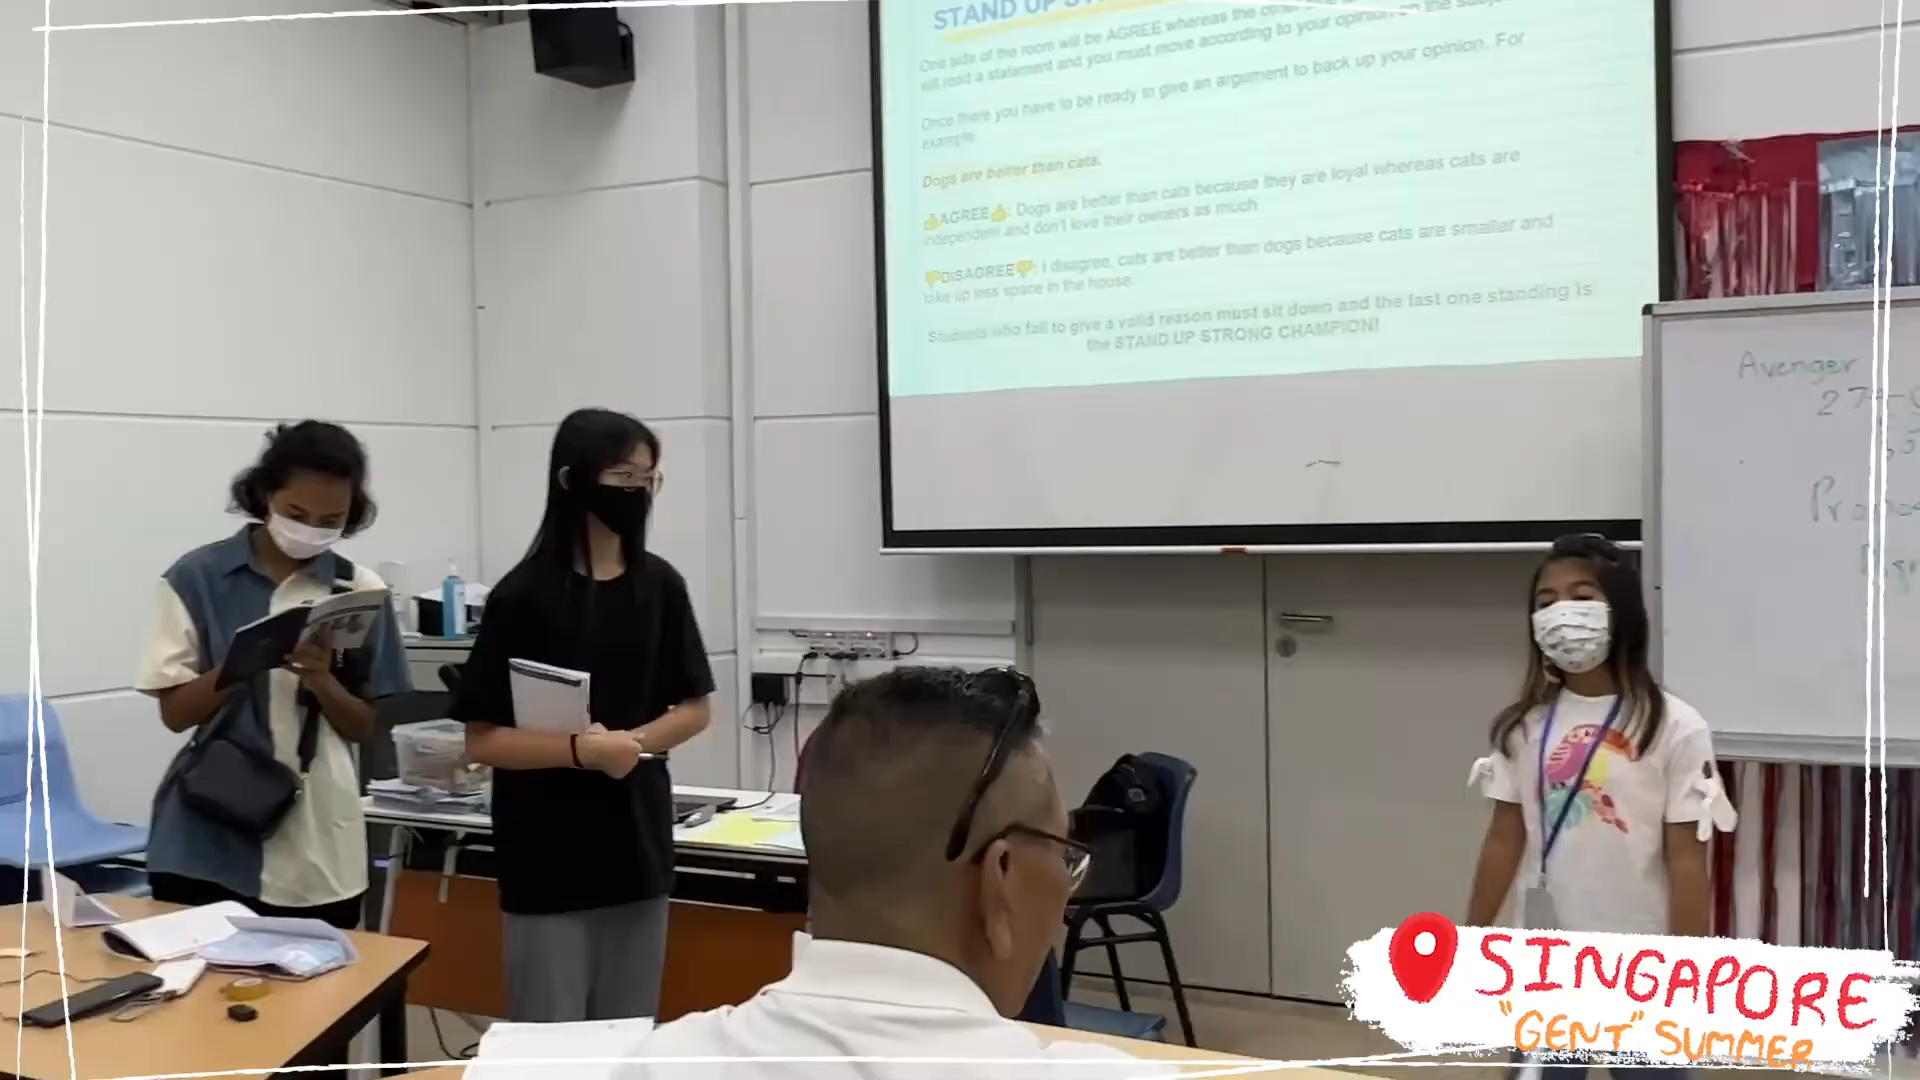 STAND UP
One side of the room will be AGREE whereas the other
will read a statement and you must move according to your opinion on the
Once there you have to be ready to give an argument to back up your opinion. For
example
Dogs are better than cats.
👍AGREE👍: Dogs are better than cats because they are loyal whereas cats are
independent and don't love their owners as much
👎DISAGREE👎: I disagree, cats are better than dogs because cats are smaller and
take up less space in the house.
Students who fail to give a valid reason must sit down and the last one standing is
the STAND UP STRONG CHAMPION!
Avenger
SINGAPORE
"GENT" SUMMER